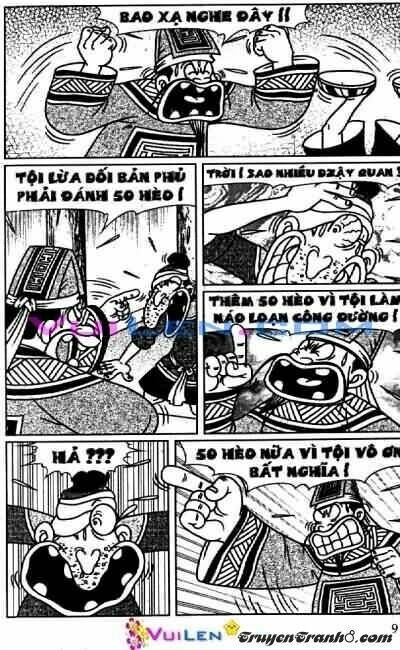 BAO XẠ NGHE ĐÂY !!
TỘI LỪA DỐI BẢN PHỦ
PHẢI ĐÁNH 50 HÈO !
TRỜI ! SAO NHIỀU DZẬY QUAN !
THÊM 50 HÈO VÌ TỘI LÀM
NÁO LOẠN CÔNG ĐƯỜNG !
VUILEN.COM
HẢ ???
50 HÈO NỮA VÌ TỘI VÔ ƠN
BẤT NGHĨA !
9
VUILEN
TruyenTranh8.com